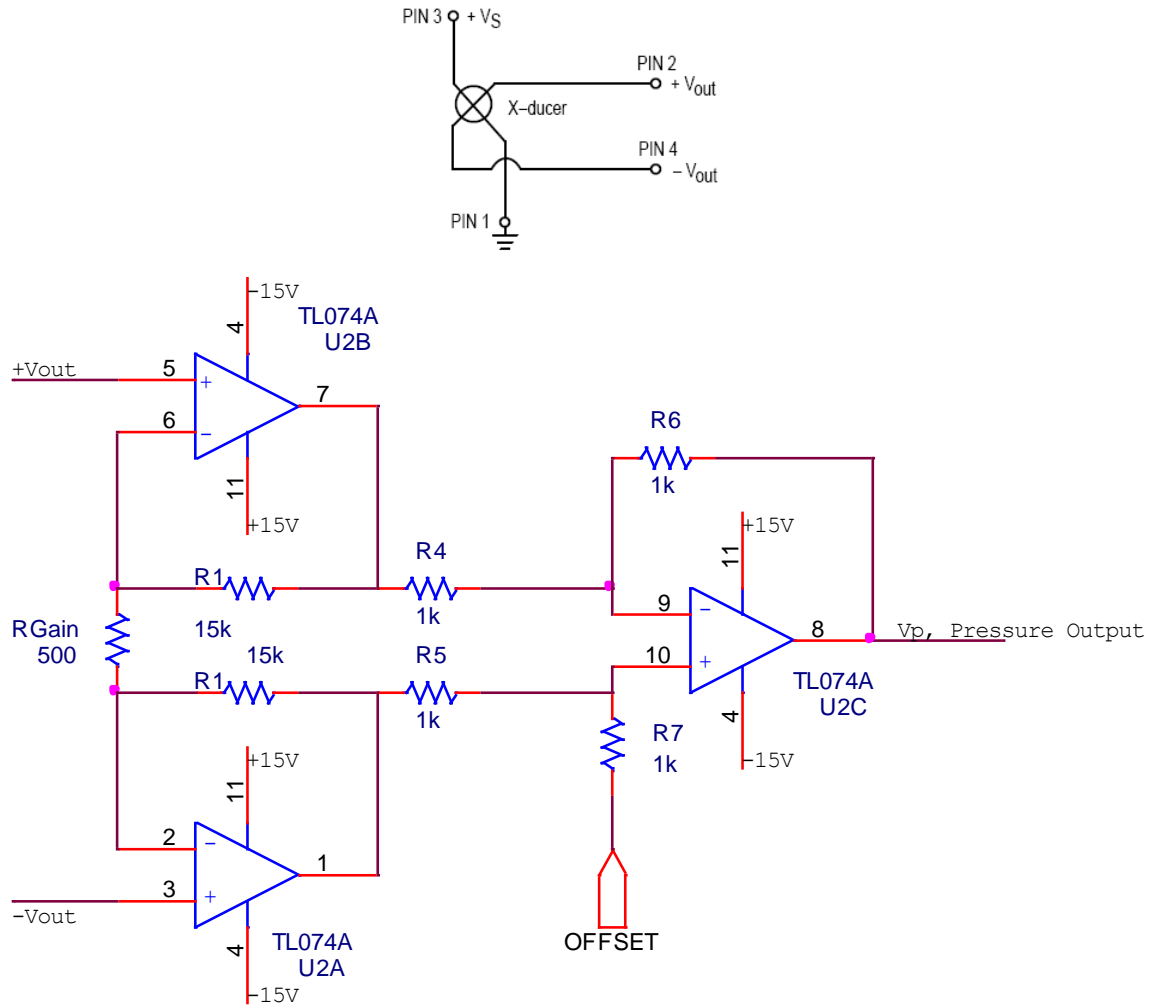 PIN 3 + VS
PIN 2
+ Vout
X–ducer
PIN 4
– Vout
PIN 1
-15V
4
TL074A
U2B
+Vout
5
+
7
6
-
11
+15V
R6
1k
+15V
11
R1
15k
R4
1k
9
-
8
Vp, Pressure Output
RGain
500
10
+
15k
R1
R5
1k
TL074A
U2C
4
-15V
R7
1k
+15V
11
2
-
1
3
+
-Vout
4
TL074A
U2A
-15V
OFFSET